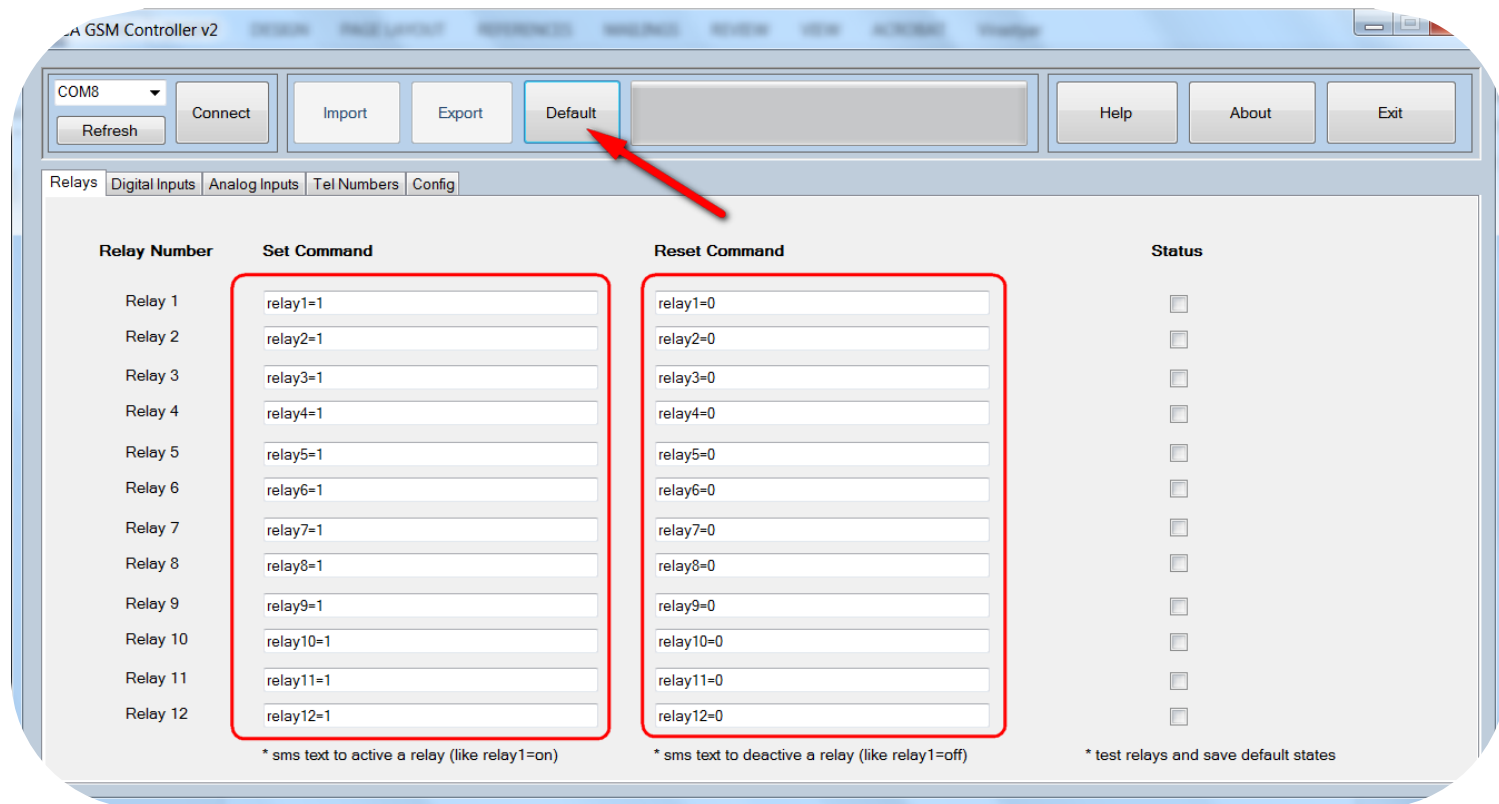 GSM Controller v2
COM8
Refresh
Connect
Import
Export
Default
Help
About
Exit
Relays
Digital Inputs
Analog Inputs
Tel Numbers
Config
Relay Number Set Command Reset Command Status
Relay 1 relay1=1 relay1=0
Relay 2 relay2=1 relay2=0
Relay 3 relay3=1 relay3=0
Relay 4 relay4=1 relay4=0
Relay 5 relay5=1 relay5=0
Relay 6 relay6=1 relay6=0
Relay 7 relay7=1 relay7=0
Relay 8 relay8=1 relay8=0
Relay 9 relay9=1 relay9=0
Relay 10 relay10=1 relay10=0
Relay 11 relay11=1 relay11=0
Relay 12 relay12=1 relay12=0
* sms text to active a relay (like relay1=on) * sms text to deactive a relay (like relay1=off) * test relays and save default states